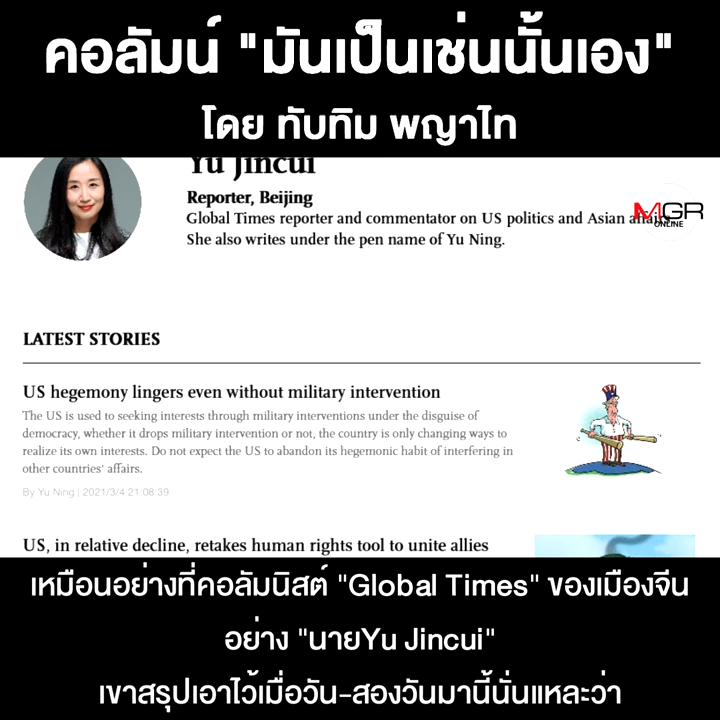 คอลัมน์ "มันเป็นเช่นนั้นเอง"
โดย ทับทิม พญาไท
Yu Jincui
Reporter, Beijing
Global Times reporter and commentator on US politics and Asian affairs.
She also writes under the pen name of Yu Ning.
MGR
ONLINE
LATEST STORIES
US hegemony lingers even without military intervention
The US is used to seeking interests through military interventions under the disguise of
democracy, whether it drops military intervention or not, the country is only changing ways to
realize its own interests. Do not expect the US to abandon its hegemonic habit of interfering in
other countries' affairs.
By Yu Ning | 2021/3/4 21:08:39
US, in relative decline, retakes human rights tool to unite allies
เหมือนอย่างที่คอลัมนิสต์ "Global Times" ของเมืองจีน
อย่าง "นายYu Jincui"
เขาสรุปเอาไว้เมื่อวัน-สองวันมานี้นั่นแหละว่า